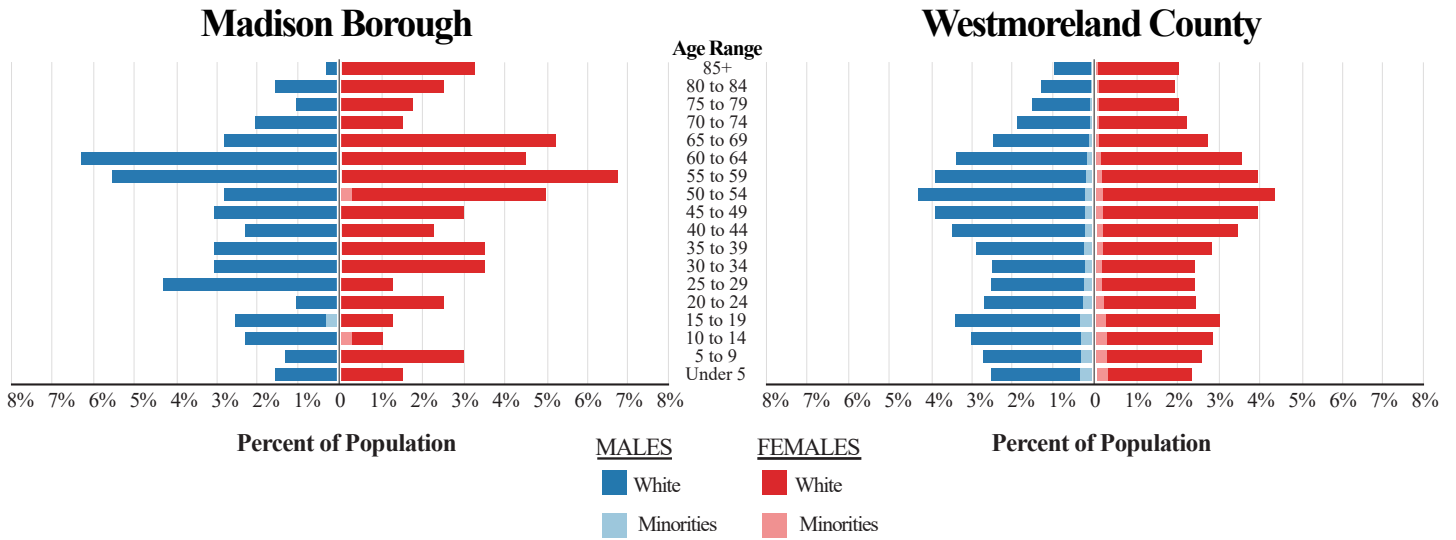 Madison Borough
Westmoreland County
Age Range
85+
80 to 84
75 to 79
70 to 74
65 to 69
60 to 64
55 to 59
50 to 54
45 to 49
40 to 44
35 to 39
30 to 34
25 to 29
20 to 24
15 to 19
10 to 14
5 to 9
Under 5
8% 7% 6% 5% 4% 3% 2% 1% 0 1% 2% 3% 4% 5% 6% 7% 8%
8% 7% 6% 5% 4% 3% 2% 1% 0 1% 2% 3% 4% 5% 6% 7% 8%
Percent of Population
Percent of Population
MALES
FEMALES
White
White
Minorities
Minorities